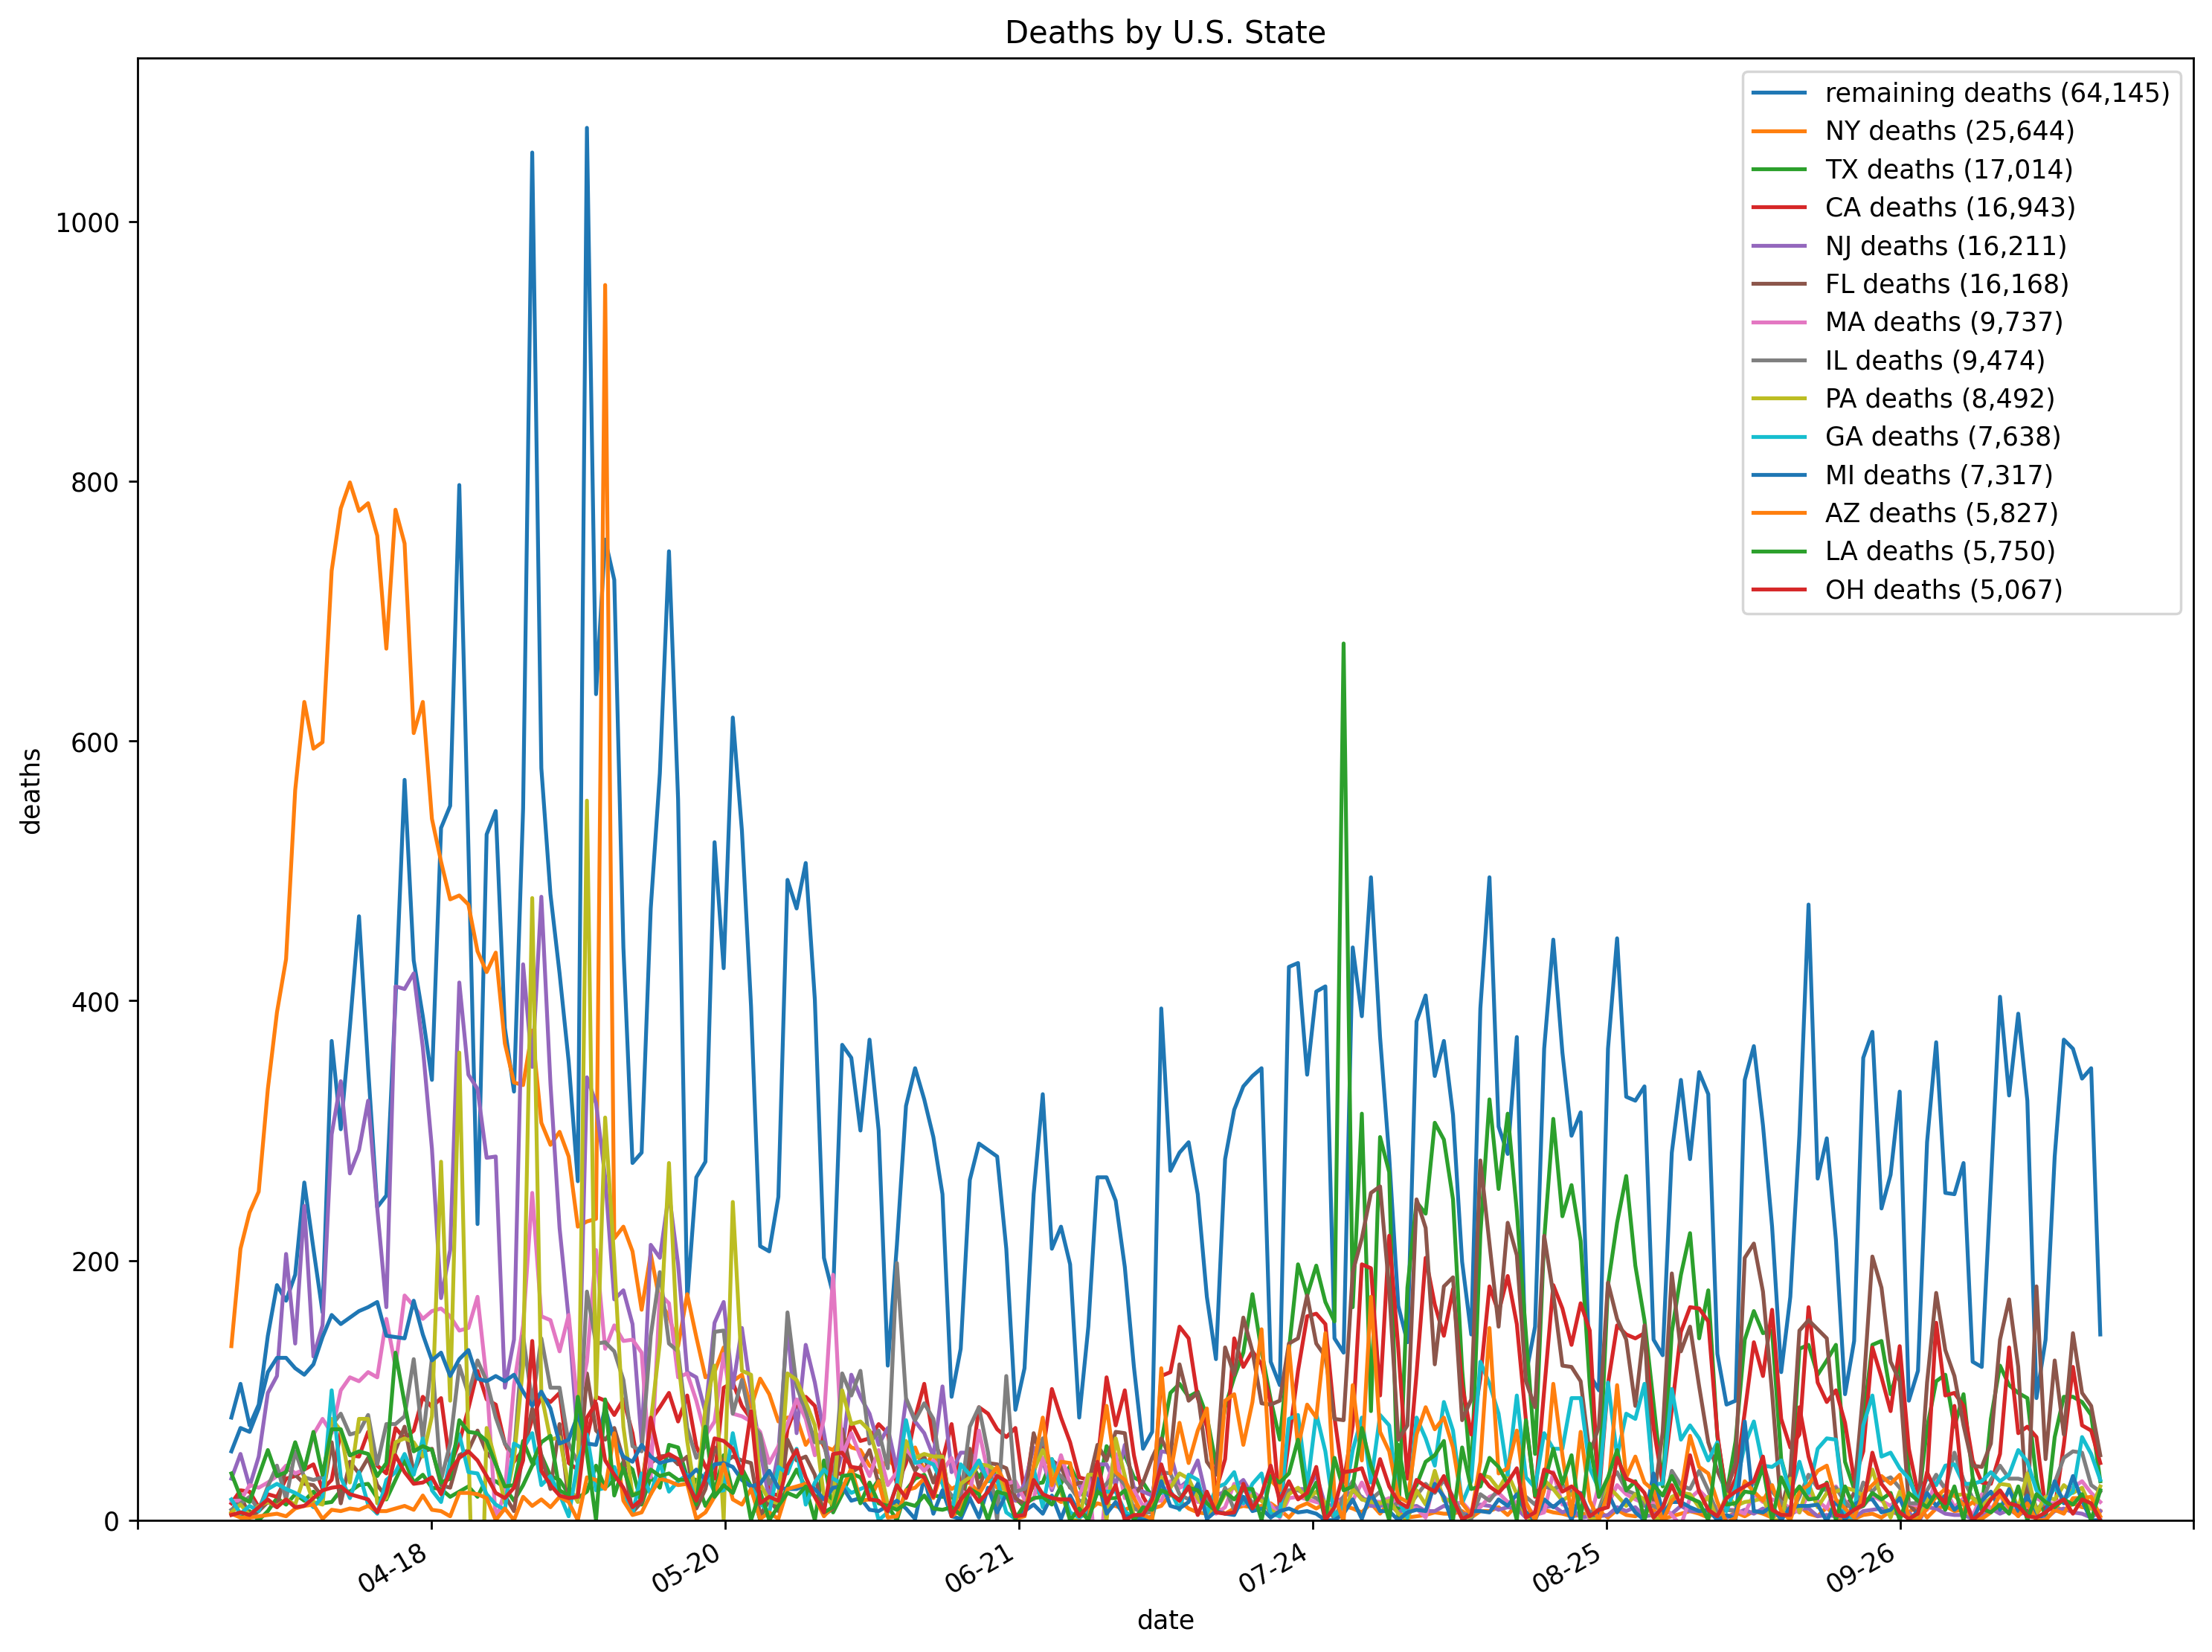 Deaths by U.S. State
remaining deaths (64,145)
NY deaths (25,644)
TX deaths (17,014)
CA deaths (16,943)
NJ deaths (16,211)
FL deaths (16,168)
MA deaths (9,737)
IL deaths (9,474)
PA deaths (8,492)
GA deaths (7,638)
MI deaths (7,317)
AZ deaths (5,827)
LA deaths (5,750)
OH deaths (5,067)
1000
800
600
400
200
0
deaths
04-18
05-20
06-21
07-24
08-25
09-26
date